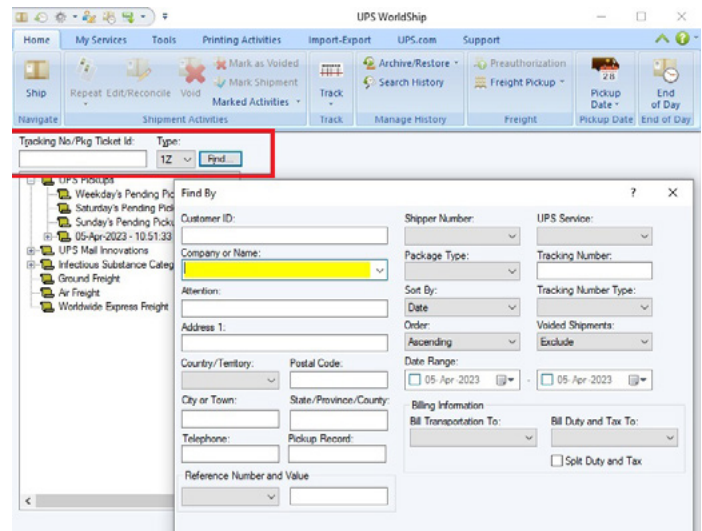 UPS WorldShip
Home My Services Tools Printing Activities Import-Export UPS.com Support
Ship
Repeat Edit/Reconcile Void
Mark as Voided
Mark Shipment
Marked Activities
Track
Archive/Restore
Search History
Preauthorization
Freight Pickup
28
Pickup Date
End of Day
Navigate Shipment Activities Track Manage History Freight Pickup Date End of Day
Tracking No/Pkg Ticket Id: Type:
1Z Find...
UPS Pickups
Weekday's Pending Pic
Saturday's Pending Pick
Sunday's Pending Picku
05-Apr-2023 - 10:51:33
UPS Mail Innovations
Infectious Substance Categ
Ground Freight
Air Freight
Worldwide Express Freight
Find By ? X
Customer ID: Shipper Number: UPS Service:
Company or Name: Package Type: Tracking Number:
Attention: Sort By: Tracking Number Type:
Date
Address 1: Order: Voided Shipments:
Ascending Exclude
Country/Territory: Postal Code: Date Range:
05-Apr-2023 - 05-Apr-2023
City or Town: State/Province/County: Billing Information
Bill Transportation To: Bill Duty and Tax To:
Telephone: Pickup Record:
Split Duty and Tax
Reference Number and Value